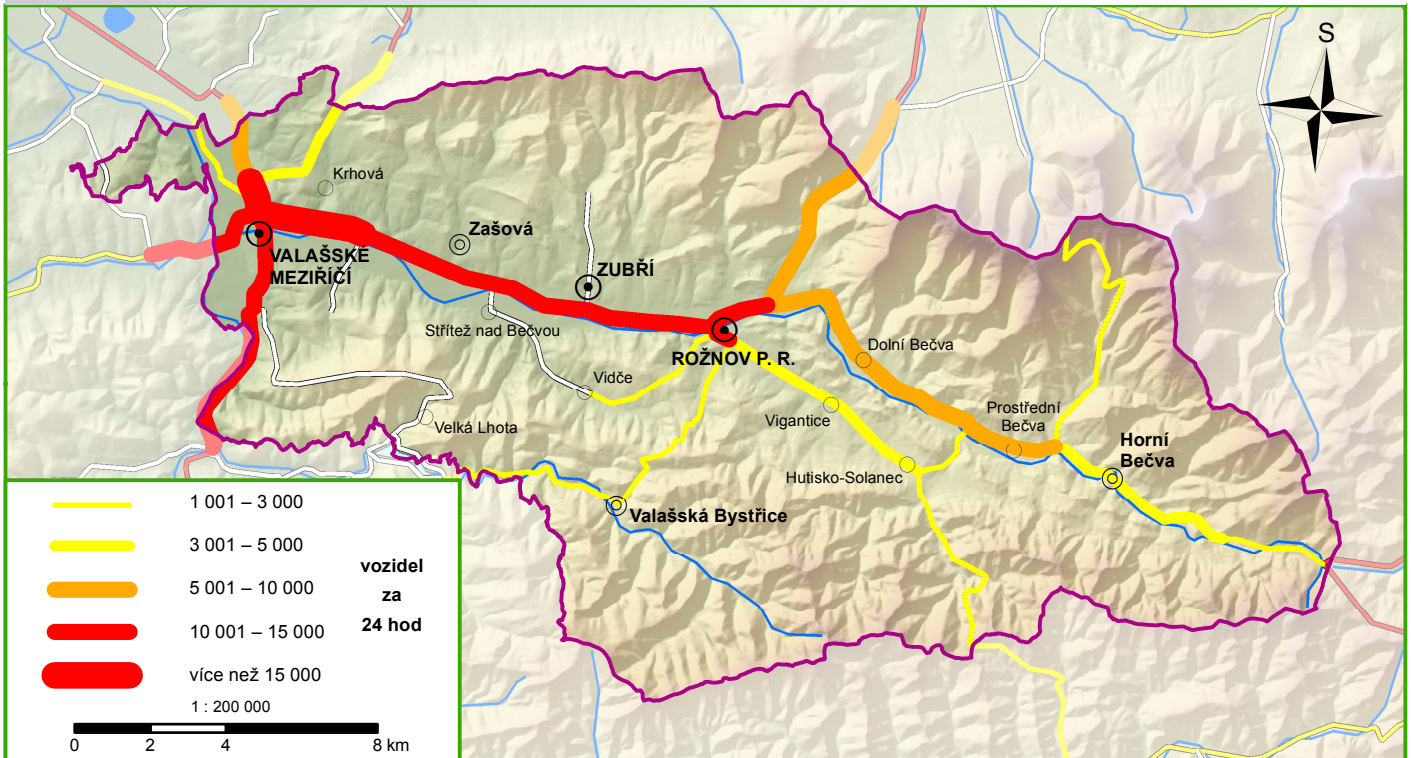 S
Krhová
Zašová
VALAŠSKÉ
MEZIŘÍČÍ
ZUBŘÍ
Střítež nad Bečvou
ROŽNOV P. R.
Dolní Bečva
Vidče
Vigantice
Prostřední
Bečva
Velká Lhota
Horní
Bečva
Hutisko-Solanec
Valašská Bystřice
1 001 – 3 000
3 001 – 5 000
5 001 – 10 000
10 001 – 15 000
více než 15 000
vozidel
za
24 hod
1 : 200 000
0 2 4 8 km